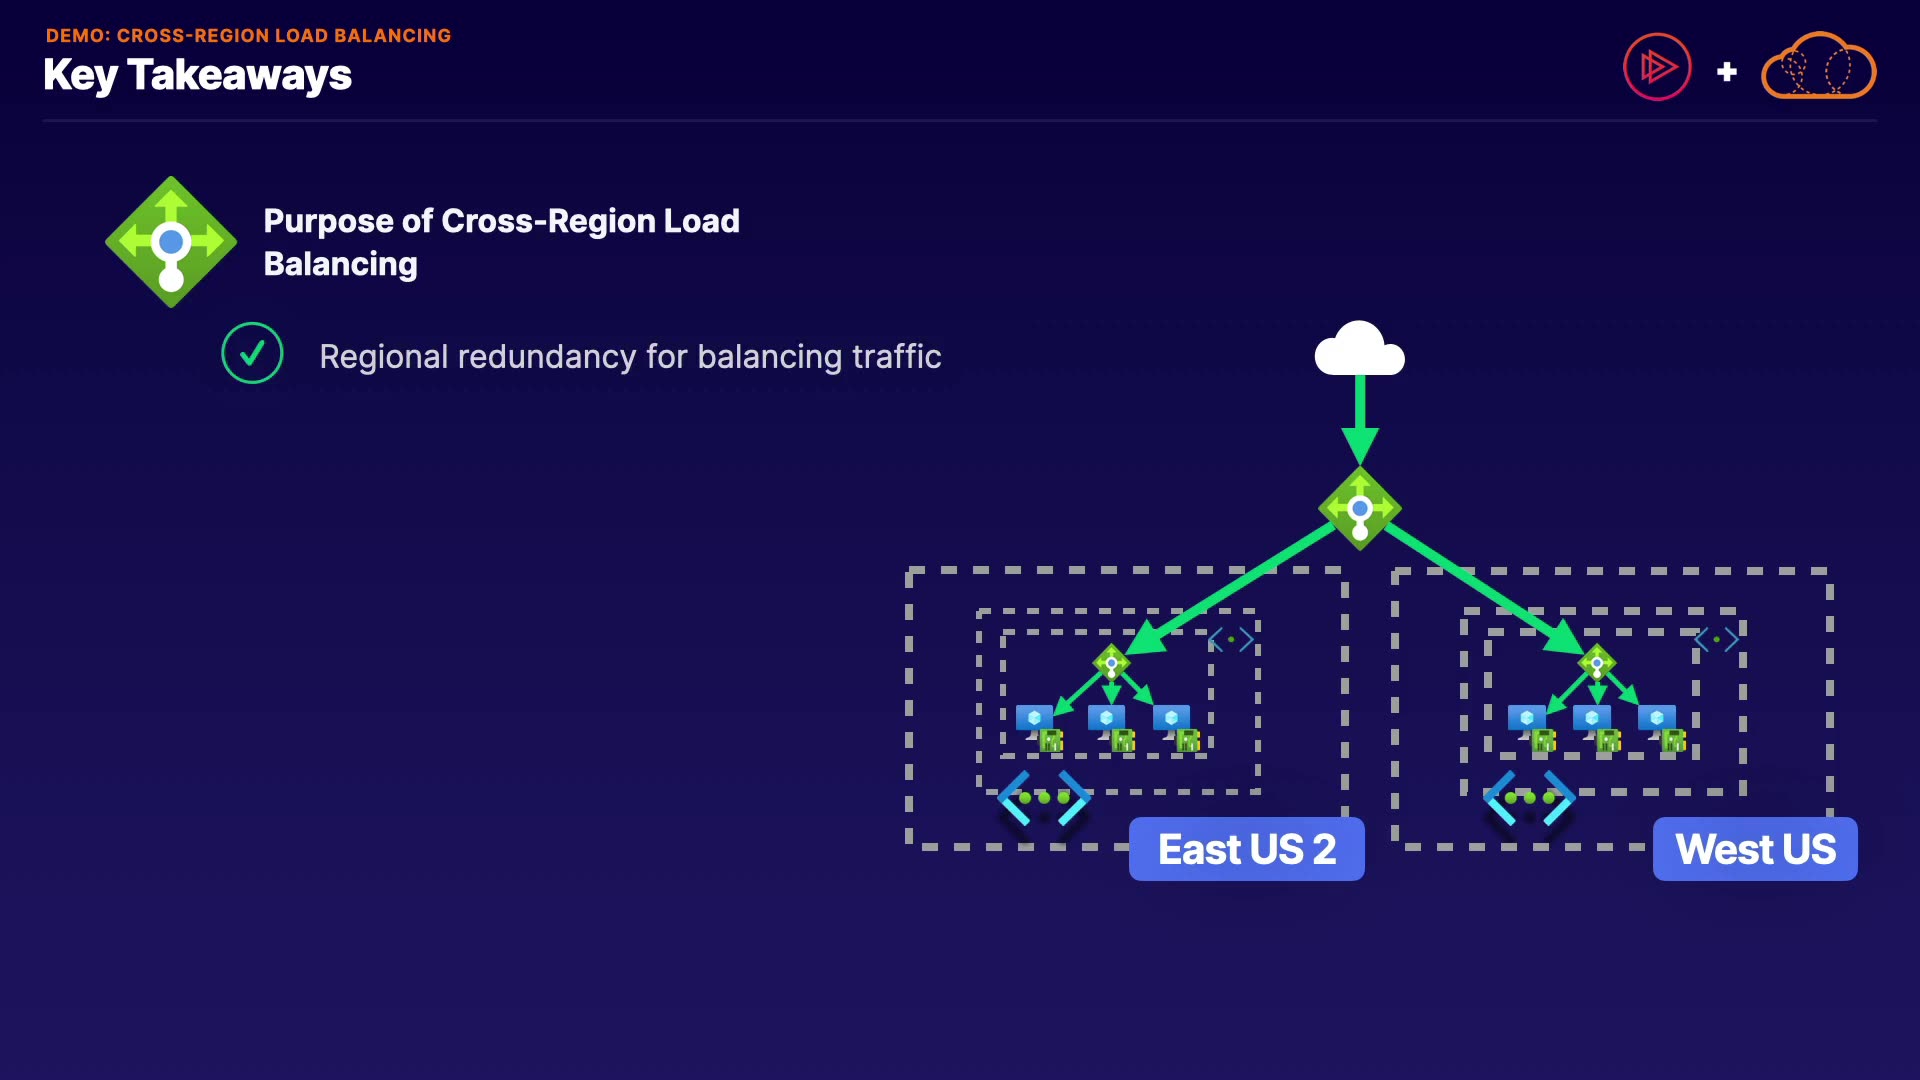 DEMO: CROSS-REGION LOAD BALANCING
Key Takeaways
Purpose of Cross-Region Load
Balancing
Regional redundancy for balancing traffic
East US 2
West US